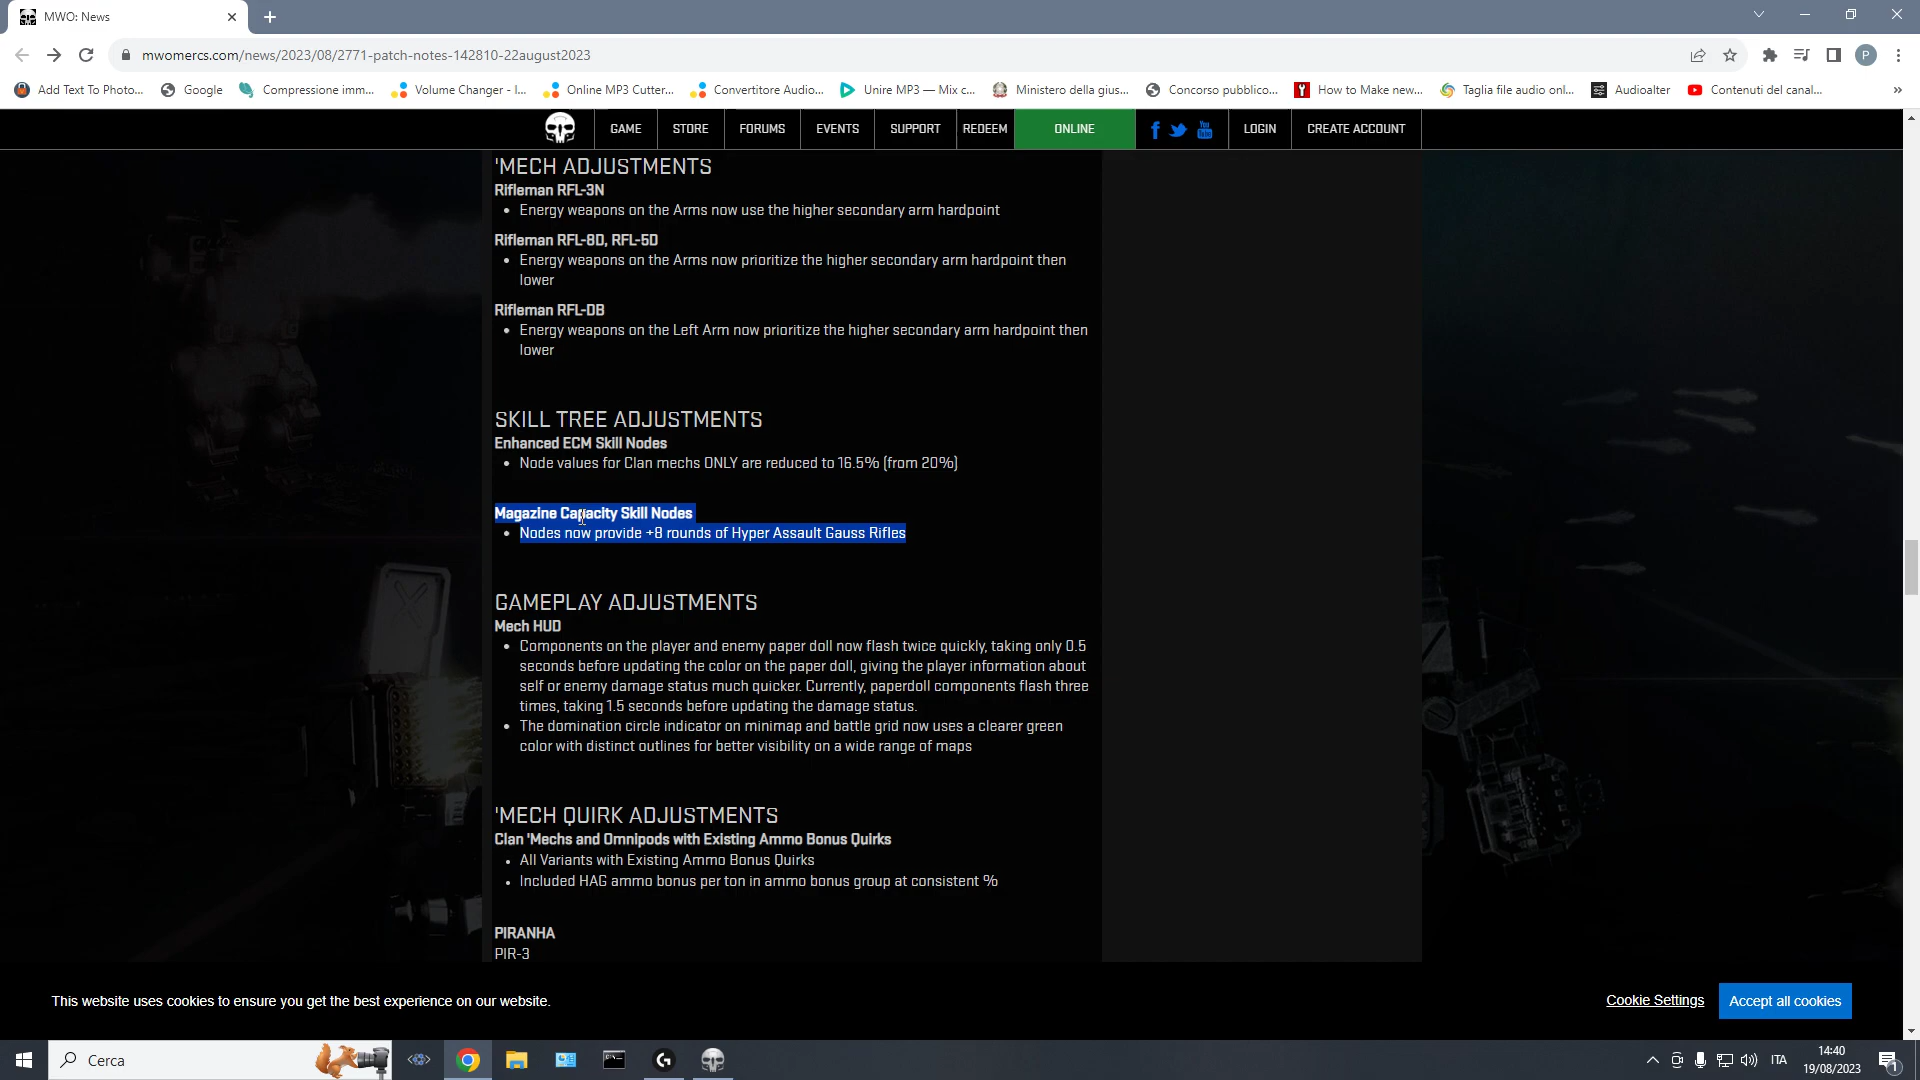 MWO: News
mwomercs.com/news/2023/08/2771-patch-notes-142810-22august2023
P
Add Text To Photo...
Google
Compressione imm...
Volume Changer - I...
Online MP3 Cutter...
Convertitore Audio...
Unire MP3 — Mix c...
Ministero della gius...
Concorso pubblico...
How to Make new...
Taglia file audio onl...
Audioalter
Contenuti del canal...
»
GAME
STORE
FORUMS
EVENTS
SUPPORT
REDEEM
ONLINE
LOGIN
CREATE ACCOUNT
'MECH ADJUSTMENTS
Rifleman RFL-3N
• Energy weapons on the Arms now use the higher secondary arm hardpoint
Rifleman RFL-8D, RFL-5D
• Energy weapons on the Arms now prioritize the higher secondary arm hardpoint then
lower
Rifleman RFL-DB
• Energy weapons on the Left Arm now prioritize the higher secondary arm hardpoint then
lower
SKILL TREE ADJUSTMENTS
Enhanced ECM Skill Nodes
• Node values for Clan mechs ONLY are reduced to 16.5% (from 20%)
Magazine Capacity Skill Nodes
• Nodes now provide +8 rounds of Hyper Assault Gauss Rifles
GAMEPLAY ADJUSTMENTS
Mech HUD
• Components on the player and enemy paper doll now flash twice quickly, taking only 0.5
seconds before updating the color on the paper doll, giving the player information about
self or enemy damage status much quicker. Currently, paperdoll components flash three
times, taking 1.5 seconds before updating the damage status.
• The domination circle indicator on minimap and battle grid now uses a clearer green
color with distinct outlines for better visibility on a wide range of maps
'MECH QUIRK ADJUSTMENTS
Clan 'Mechs and Omnipods with Existing Ammo Bonus Quirks
• All Variants with Existing Ammo Bonus Quirks
• Included HAG ammo bonus per ton in ammo bonus group at consistent %
PIRANHA
PIR-3
This website uses cookies to ensure you get the best experience on our website.
Cookie Settings
Accept all cookies
Cerca
ITA
14:40
19/08/2023
1